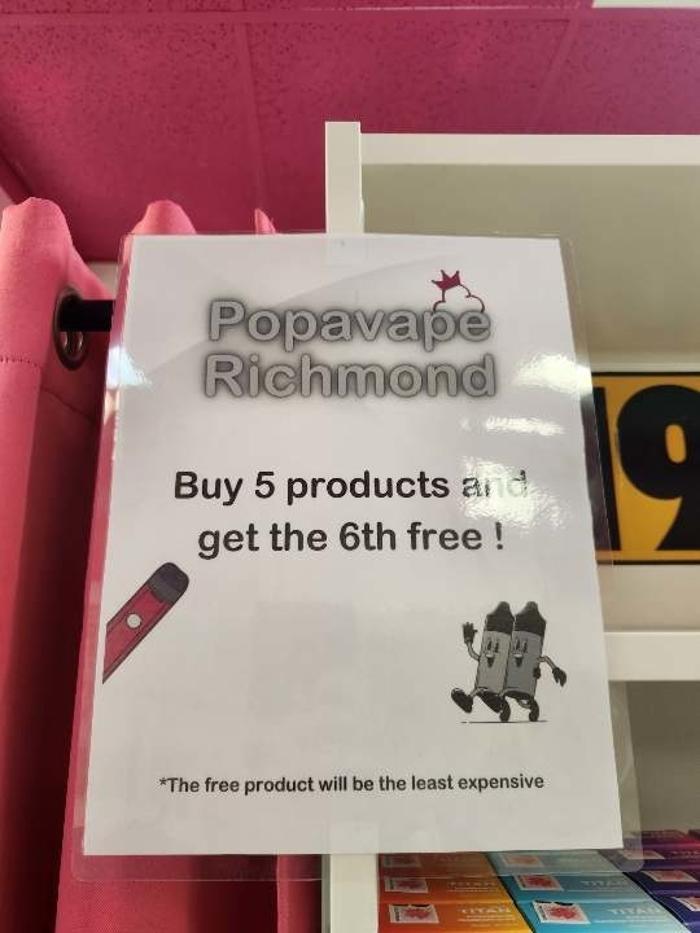 Popavape
Richmond
Buy 5 products and
get the 6th free !
*The free product will be the least expensive
19
TITAN
TITAN
TITAN
TITAN